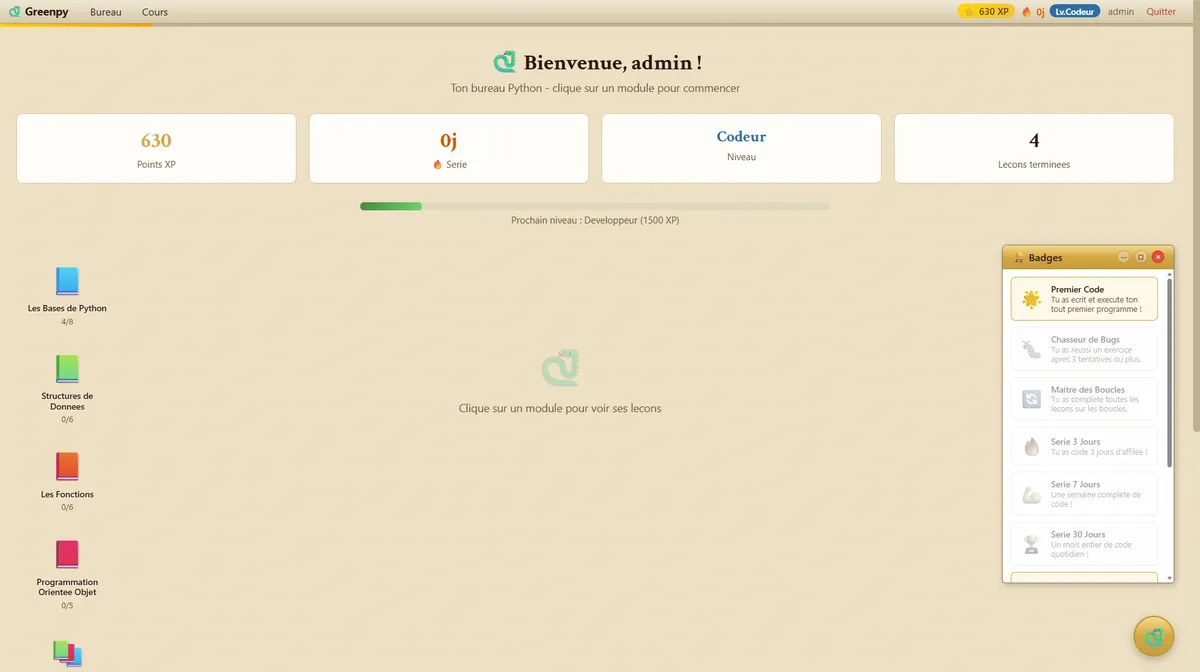 Greenpy
Bureau
Cours
630 XP
0j
Lv.Codeur
admin
Quitter
Bienvenue, admin !
Ton bureau Python - clique sur un module pour commencer
630
Points XP
0j
Serie
Codeur
Niveau
4
Lecons terminees
Prochain niveau : Developpeur (1500 XP)
Les Bases de Python
4/8
Structures de
Donnees
0/6
Les Fonctions
0/6
Programmation
Orientee Objet
0/5
Clique sur un module pour voir ses lecons
Badges
Premier Code
Tu as ecrit et execute ton
tout premier programme !
Chasseur de Bugs
Tu as reussi un exercice
apres 3 tentatives ou plus.
Maitre des Boucles
Tu as complete toutes les
lecons sur les boucles.
Serie 3 Jours
Tu as code 3 jours d'affilee !
Serie 7 Jours
Une semaine complete de
code !
Serie 30 Jours
Un mois entier de code
quotidien !